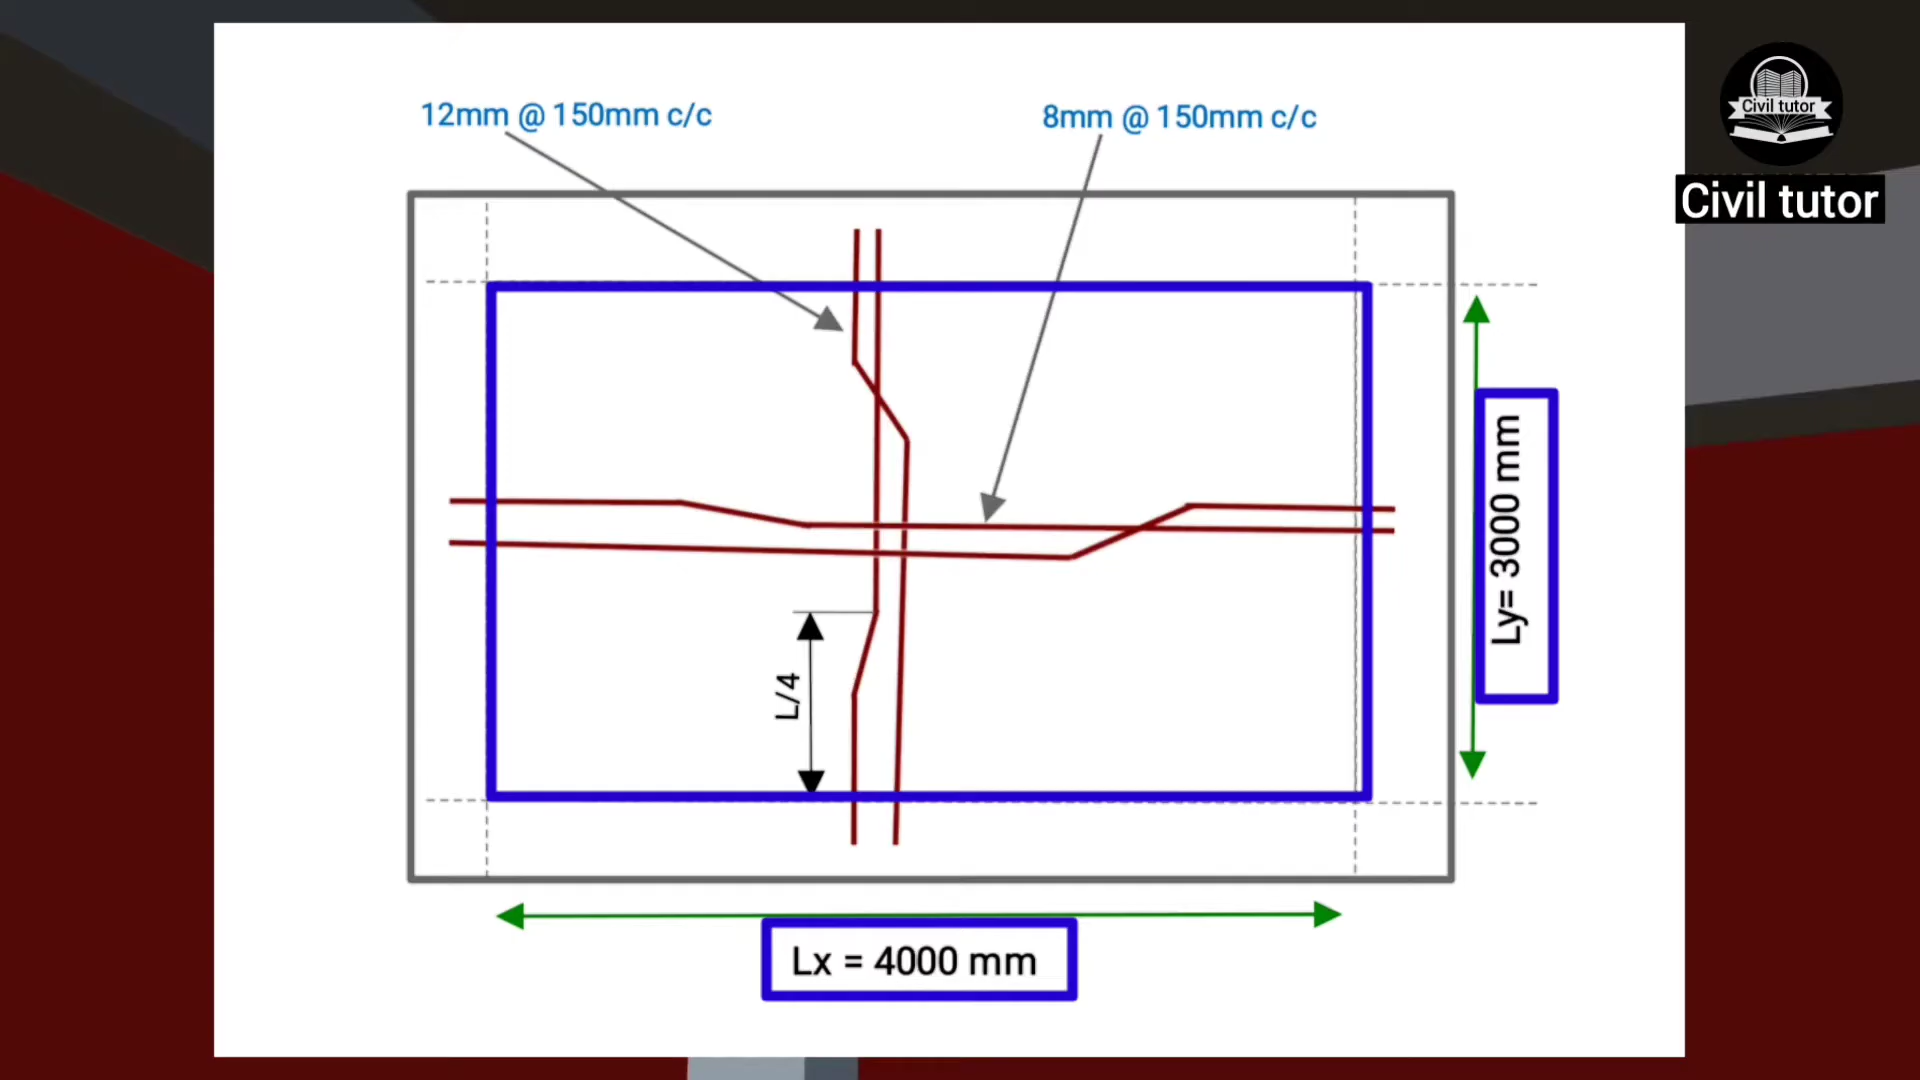 12mm @ 150mm c/c
8mm @ 150mm c/c
Civil tutor
Civil tutor
Ly= 3000 mm
L/4
Lx = 4000 mm